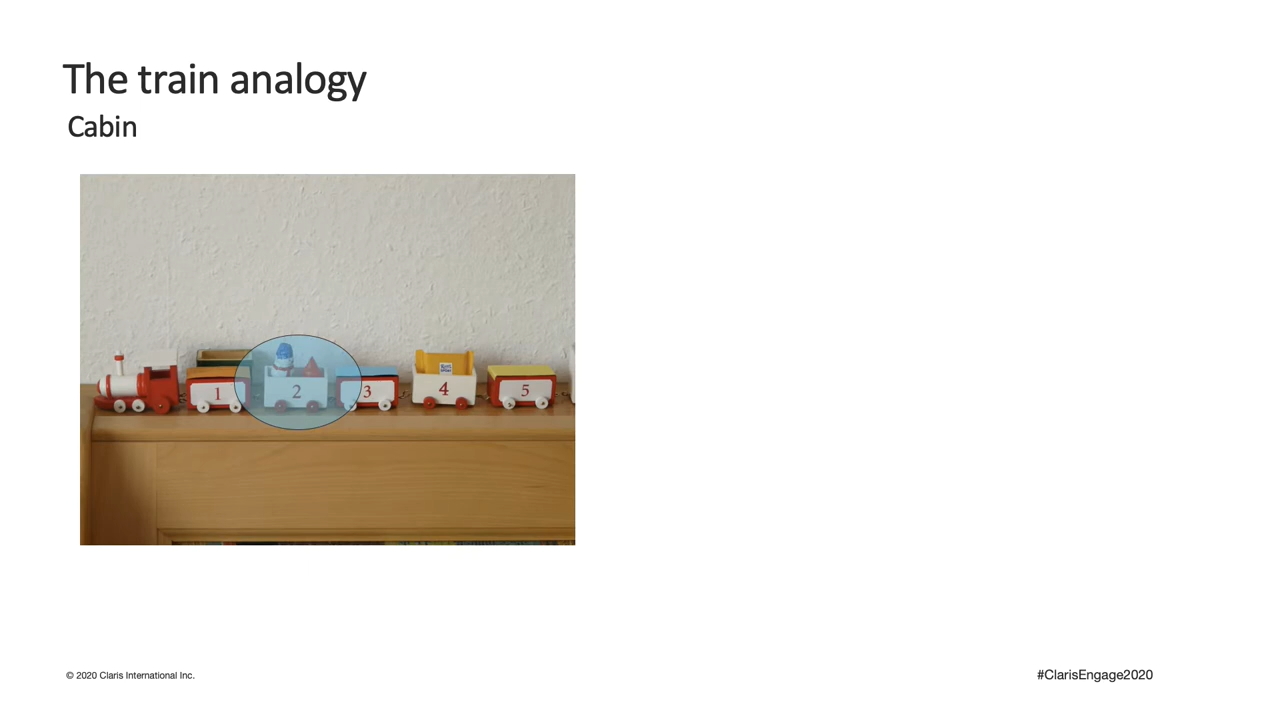 The train analogy
Cabin
1
2
3
4
5
© 2020 Claris International Inc.
#ClarisEngage2020